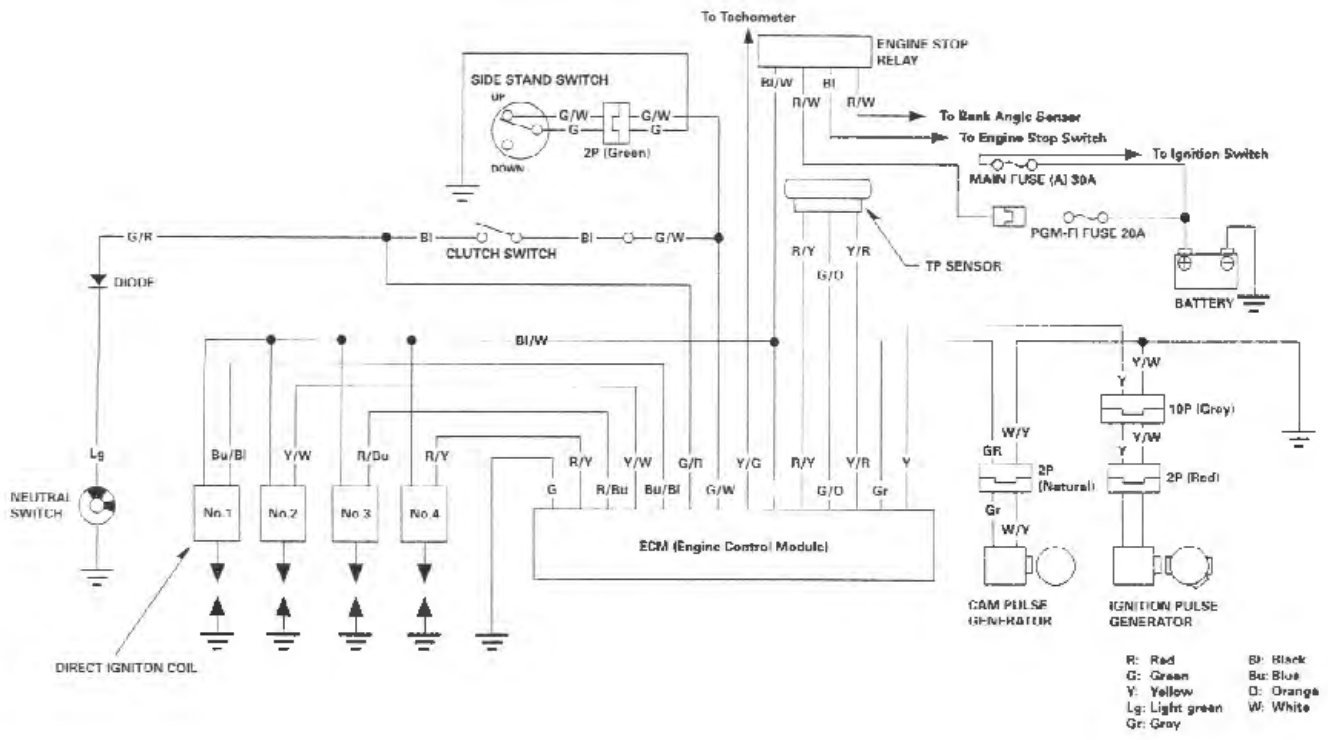 To Tachometer
ENGINE STOP
RELAY
Bl/W
Bl
R/W
R/W
SIDE STAND SWITCH
UP
G/W
G/W
G
G
2P (Green)
DOWN
To Bank Angle Sensor
To Engine Stop Switch
To Ignition Switch
MAIN FUSE (A) 30A
PGM-FI FUSE 20A
G/R
Bl
Bl
G/W
CLUTCH SWITCH
R/Y
Y/R
G/O
TP SENSOR
DIODE
BATTERY
Bl/W
Y/W
Y
10P (Grey)
Lg
Bu/Bl
Y/W
R/Bu
R/Y
R/Y
Y/W
G/R
Y/G
R/Y
Y/R
Y
W/Y
GR
Y/W
Y
G
R/Bu
Bu/Bl
G/W
G/O
Gr
2P
(Natural)
2P (Red)
NEUTRAL
SWITCH
No.1
No.2
No.3
No.4
Gr
W/Y
ECM (Engine Control Module)
CAM PULSE
GENERATOR
IGNITION PULSE
GENERATOR
DIRECT IGNITON COIL
R: Red
Bl: Black
G: Green
Bu: Blue
Y: Yellow
O: Orange
Lg: Light green
W: White
Gr: Gray